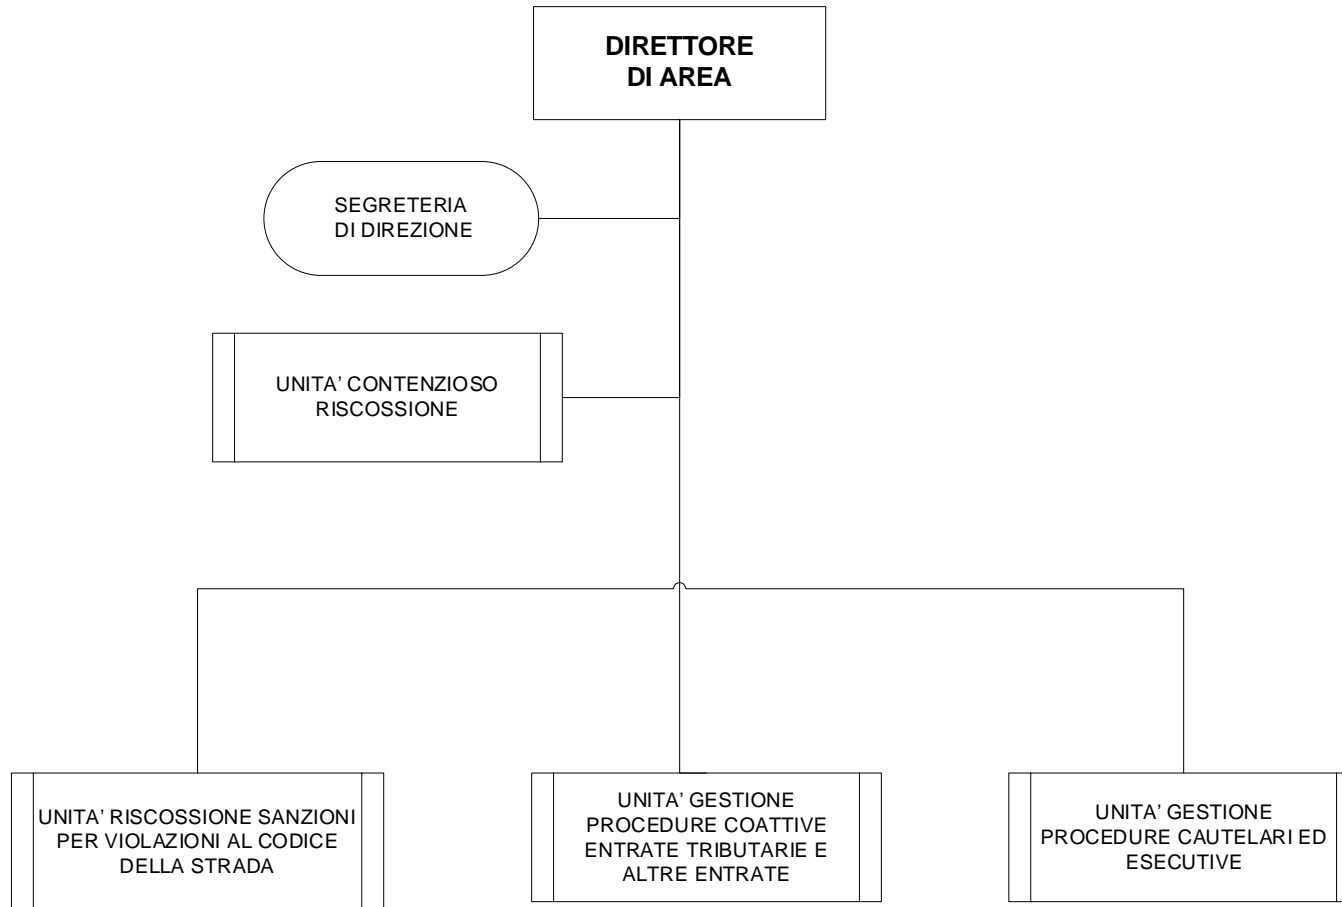 DIRETTORE
DI AREA
SEGRETERIA
DI DIREZIONE
UNITA’ CONTENZIOSO
RISCOSSIONE
UNITA’ RISCOSSIONE SANZIONI
PER VIOLAZIONI AL CODICE
DELLA STRADA
UNITA’ GESTIONE
PROCEDURE COATTIVE
ENTRATE TRIBUTARIE E
ALTRE ENTRATE
UNITA’ GESTIONE
PROCEDURE CAUTELARI ED
ESECUTIVE